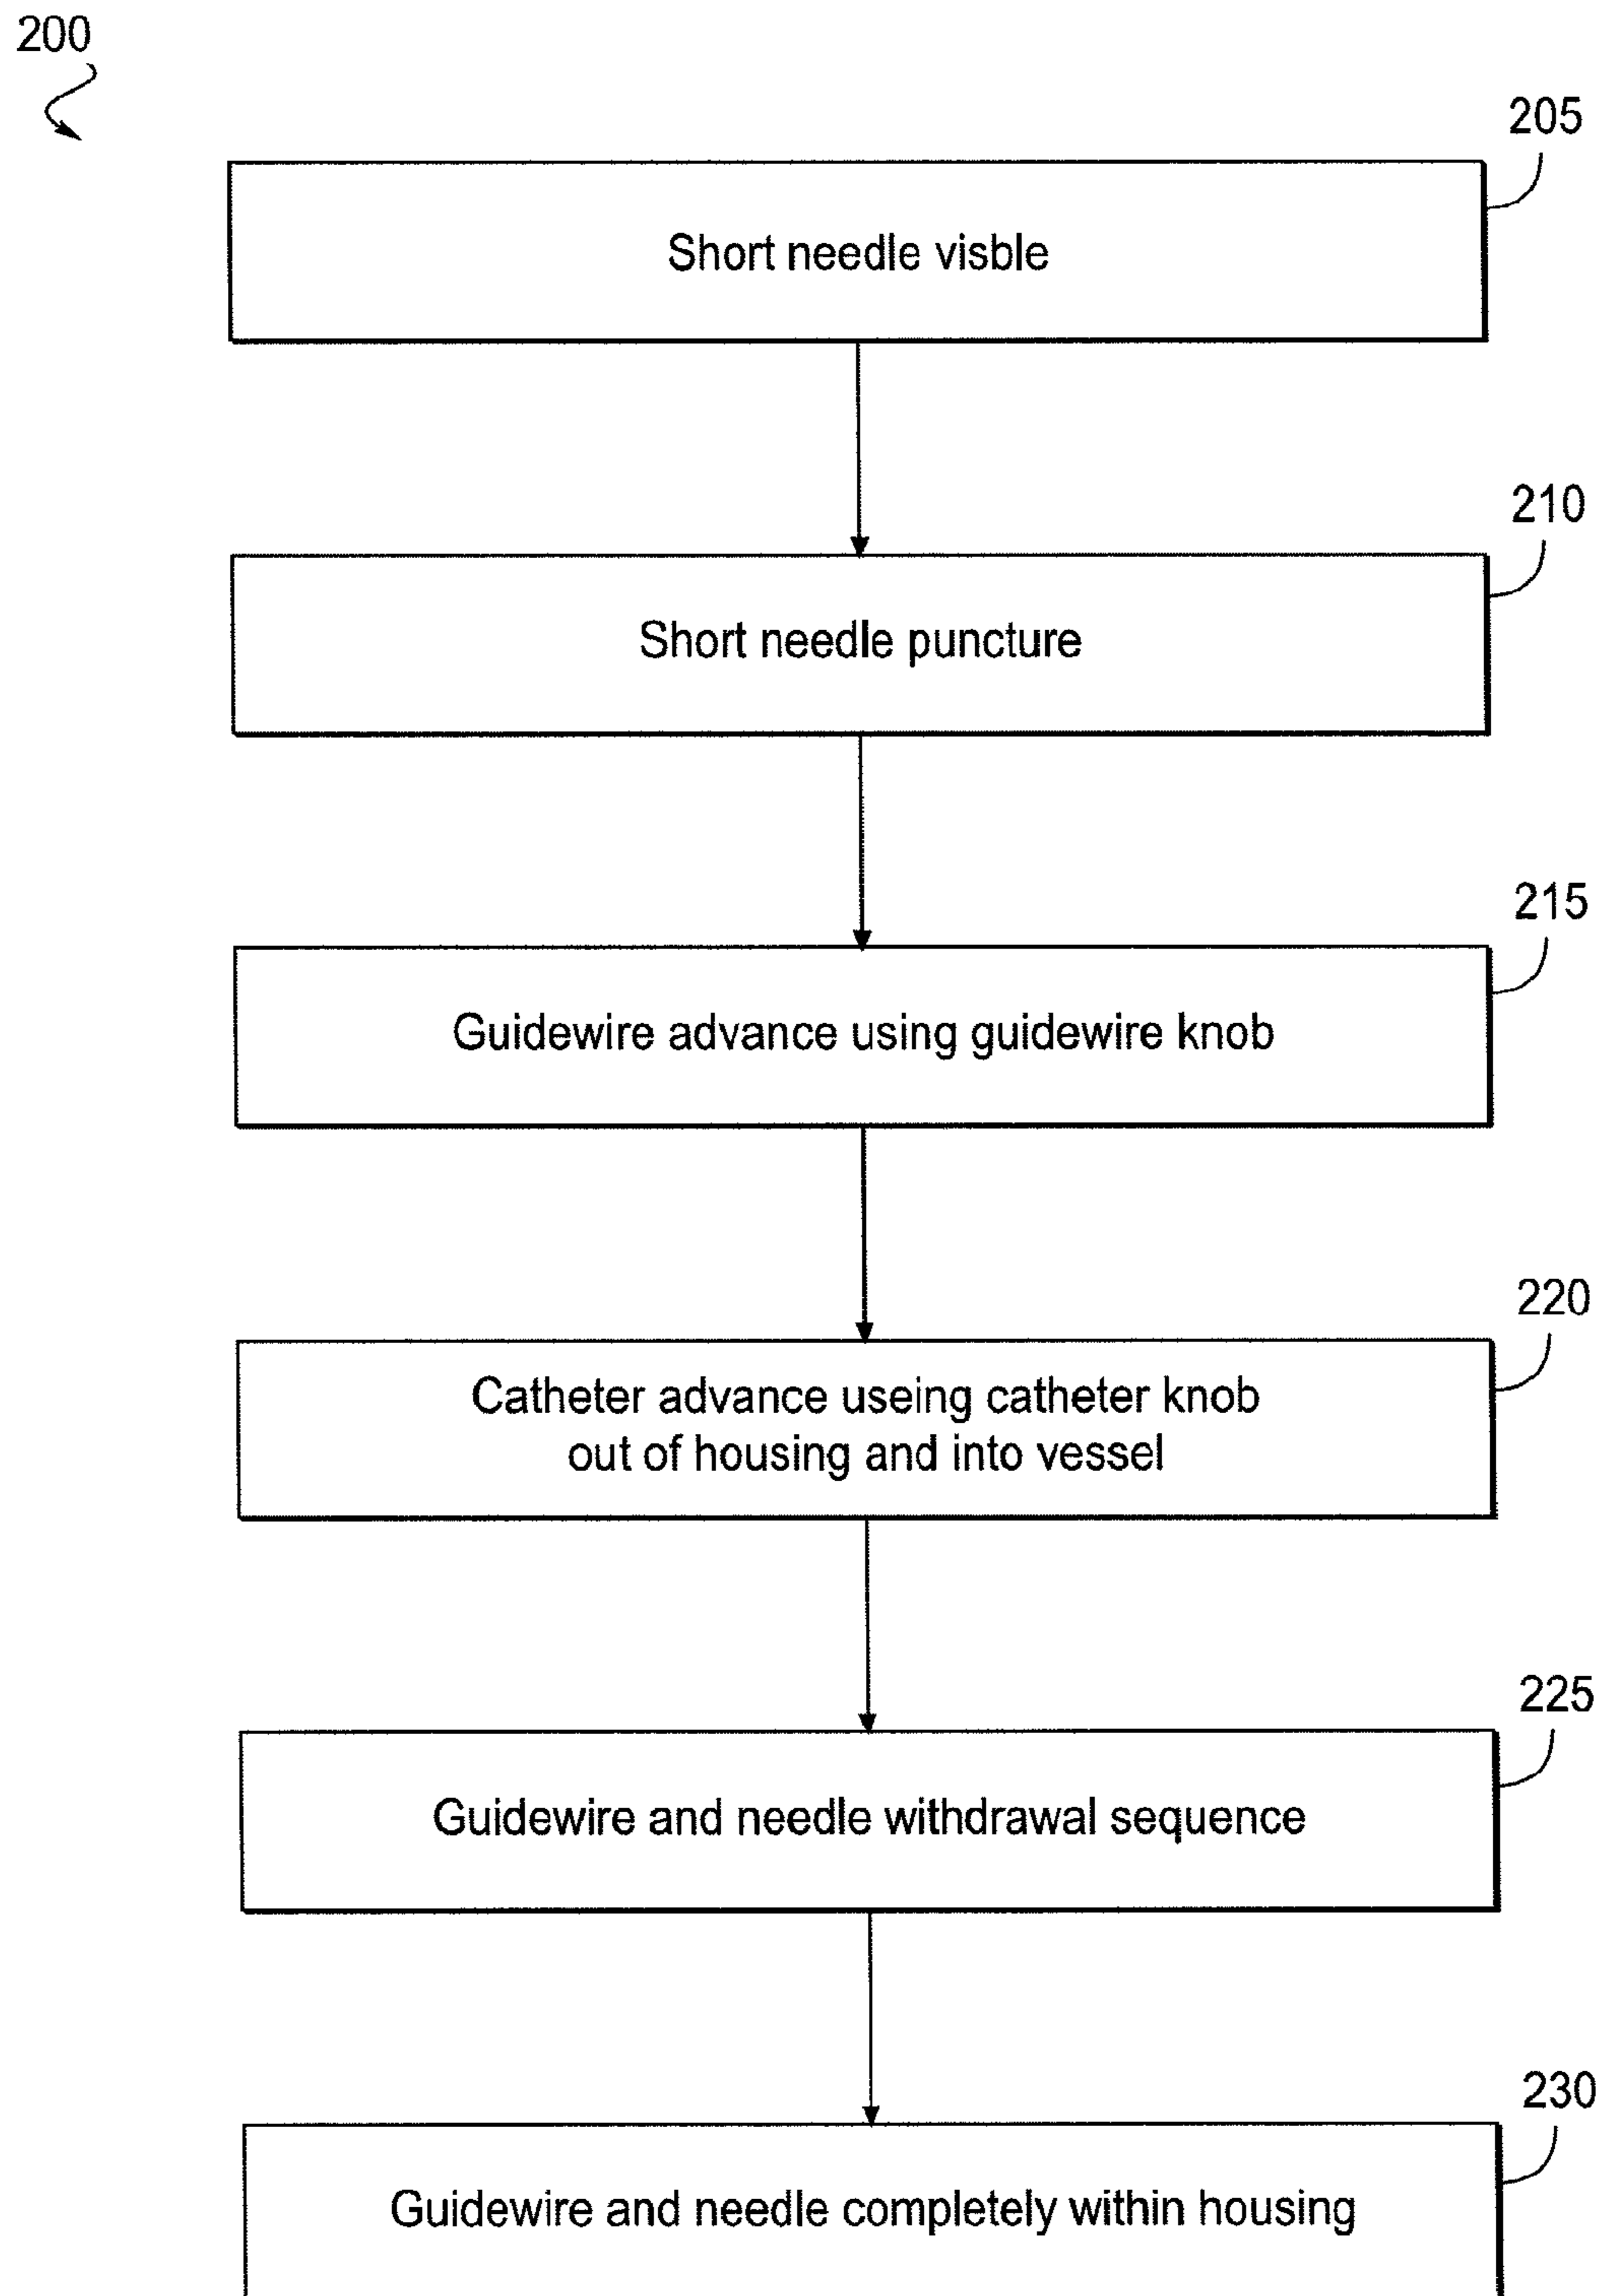 200
205
Short needle visble
210
Short needle puncture
215
Guidewire advance using guidewire knob
220
Catheter advance useing catheter knob
out of housing and into vessel
225
Guidewire and needle withdrawal sequence
230
Guidewire and needle completely within housing